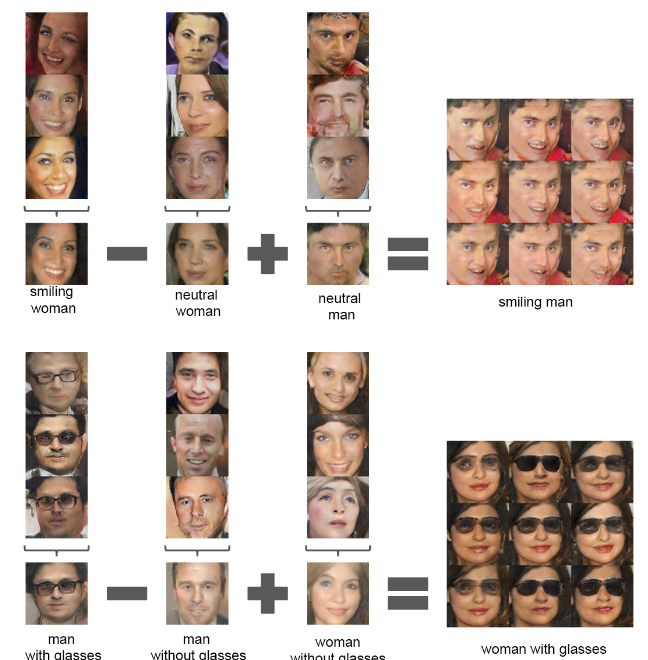 smiling
woman
neutral
woman
neutral
man
smiling man
man
with glasses
man
without glasses
woman
without glasses
woman with glasses